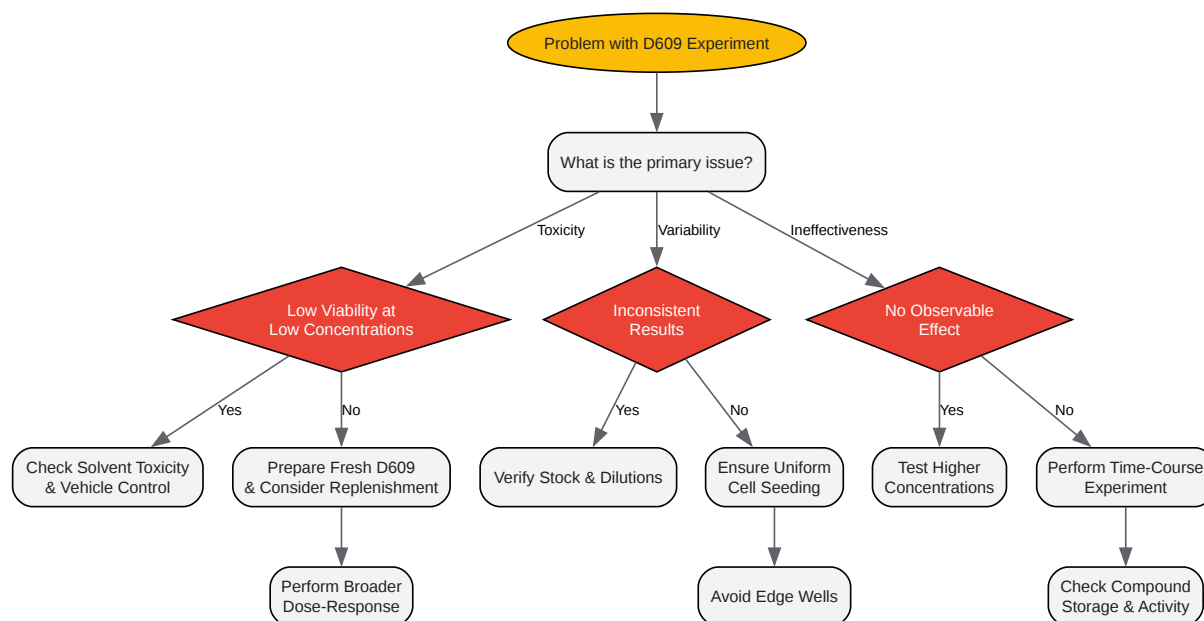 Problem with D609 Experiment
What is the primary issue?
Toxicity
Variability
Ineffectiveness
Low Viability at
Low Concentrations
Inconsistent
Results
No Observable
Effect
Yes
No
Yes
No
Yes
No
Check Solvent Toxicity
& Vehicle Control
Prepare Fresh D609
& Consider Replenishment
Verify Stock & Dilutions
Ensure Uniform
Cell Seeding
Test Higher
Concentrations
Perform Time-Course
Experiment
Perform Broader
Dose-Response
Avoid Edge Wells
Check Compound
Storage & Activity